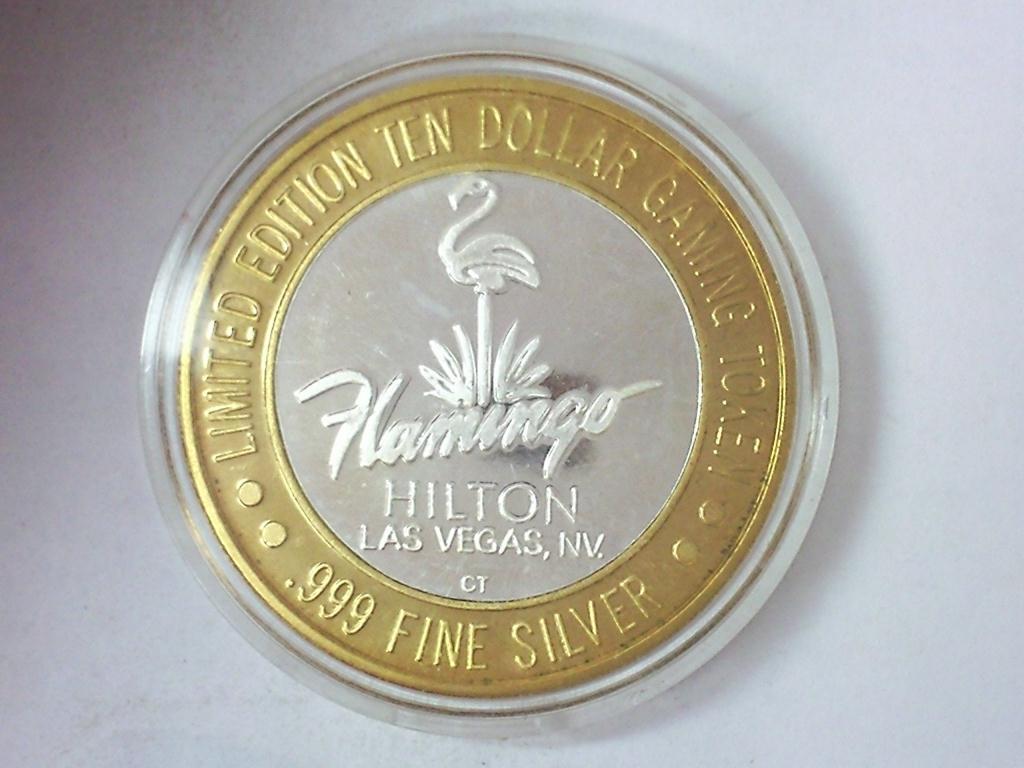 LIMITED EDITION TEN DOLLAR GAMING TOKEN
Flamingo
HILTON
LAS VEGAS, NV.
CT
.999 FINE SILVER